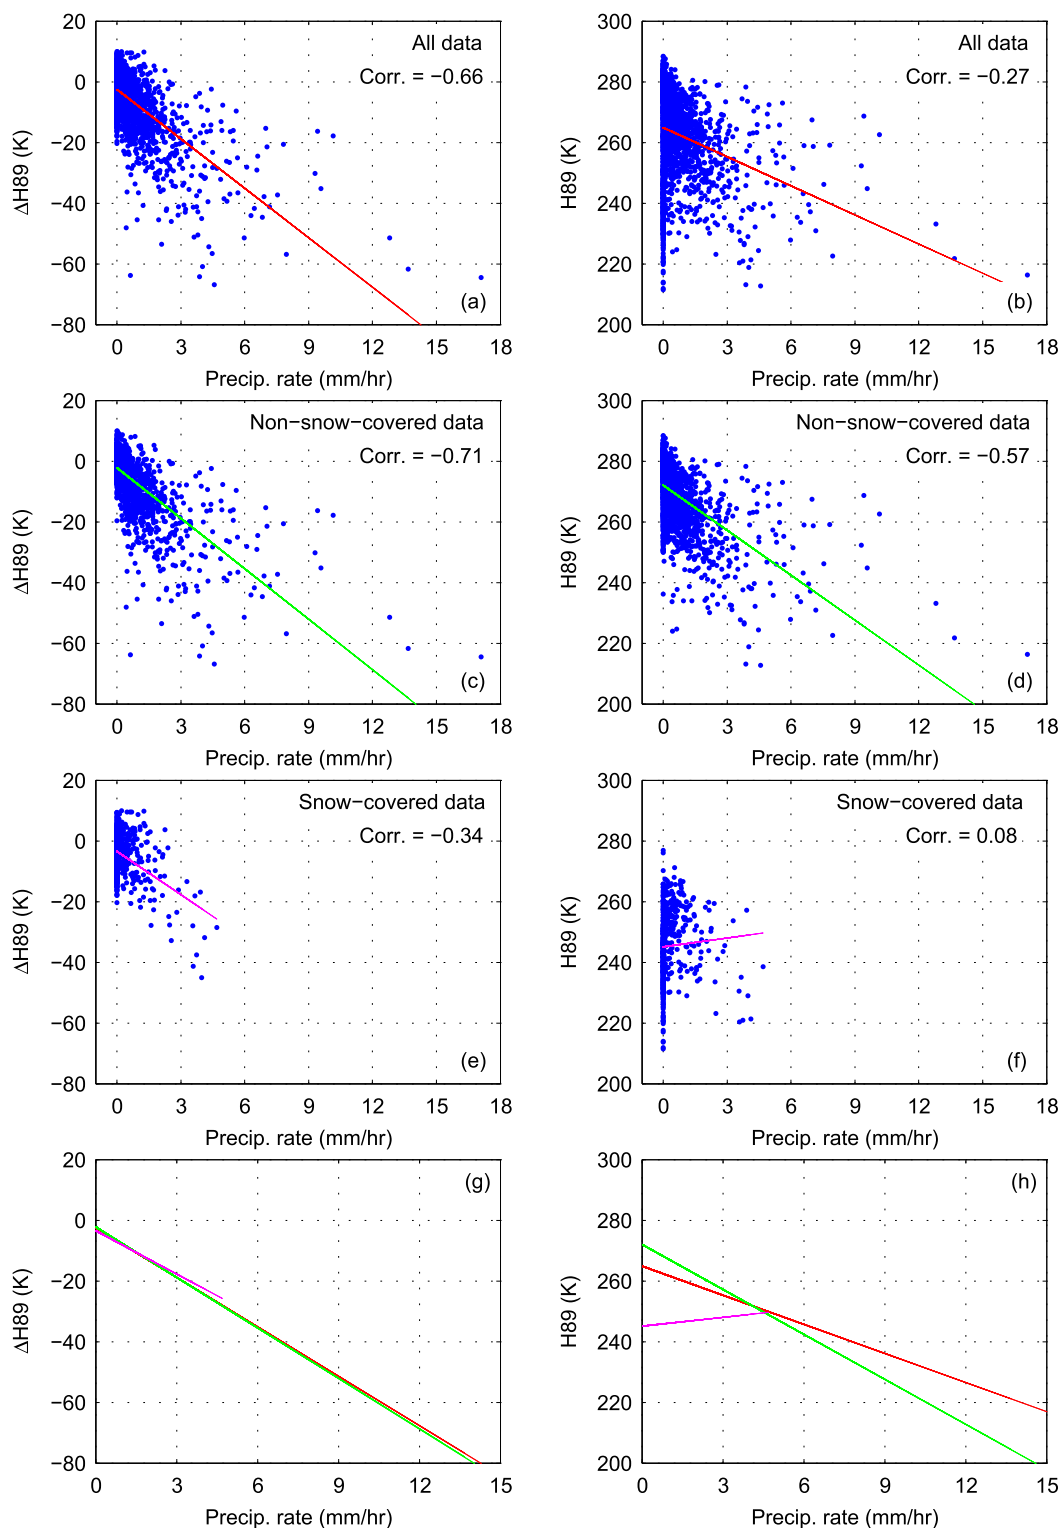 20
0
−20
−40
−60
−80
ΔH89 (K)
All data
Corr. = −0.66
(a)
0 3 6 9 12 15 18
Precip. rate (mm/hr)
300
280
260
240
220
200
H89 (K)
All data
Corr. = −0.27
(b)
0 3 6 9 12 15 18
Precip. rate (mm/hr)
20
0
−20
−40
−60
−80
ΔH89 (K)
Non−snow−covered data
Corr. = −0.71
(c)
0 3 6 9 12 15 18
Precip. rate (mm/hr)
300
280
260
240
220
200
H89 (K)
Non−snow−covered data
Corr. = −0.57
(d)
0 3 6 9 12 15 18
Precip. rate (mm/hr)
20
0
−20
−40
−60
−80
ΔH89 (K)
Snow−covered data
Corr. = −0.34
(e)
0 3 6 9 12 15 18
Precip. rate (mm/hr)
300
280
260
240
220
200
H89 (K)
Snow−covered data
Corr. = 0.08
(f)
0 3 6 9 12 15 18
Precip. rate (mm/hr)
20
0
−20
−40
−60
−80
ΔH89 (K)
(g)
0 3 6 9 12 15
Precip. rate (mm/hr)
300
280
260
240
220
200
H89 (K)
(h)
0 3 6 9 12 15
Precip. rate (mm/hr)